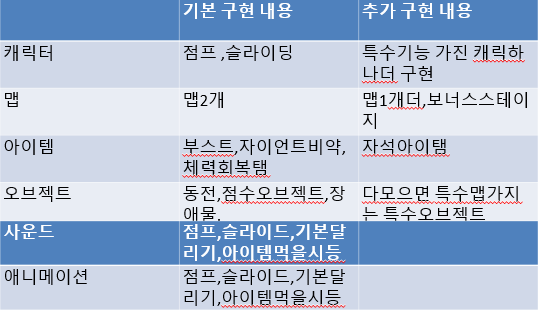 기본 구현 내용 추가 구현 내용
캐릭터 점프 ,슬라이딩 특수기능 가진 캐릭하
나더 구현
맵 맵2개 맵1개더,보너스스테이
지
아이템 부스트,자이언트비약, 자석아이탬
체력회복탬
오브젝트 동전,점수오브젝트,장 다모으면 특수맵가지
애물, 는 특수오브젝트
사운드 점프,슬라이드,기본달
리기,아이템먹을시등
애니메이션 점프,슬라이드,기본달
리기,아이템먹을시등